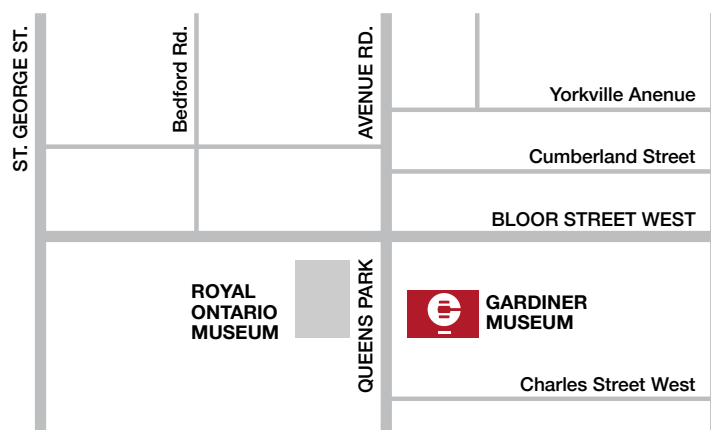 ST. GEORGE ST.
Bedford Rd.
AVENUE RD.
Yorkville Anenue
Cumberland Street
BLOOR STREET WEST
ROYAL
ONTARIO
MUSEUM
QUEENS PARK
GARDINER
MUSEUM
Charles Street West